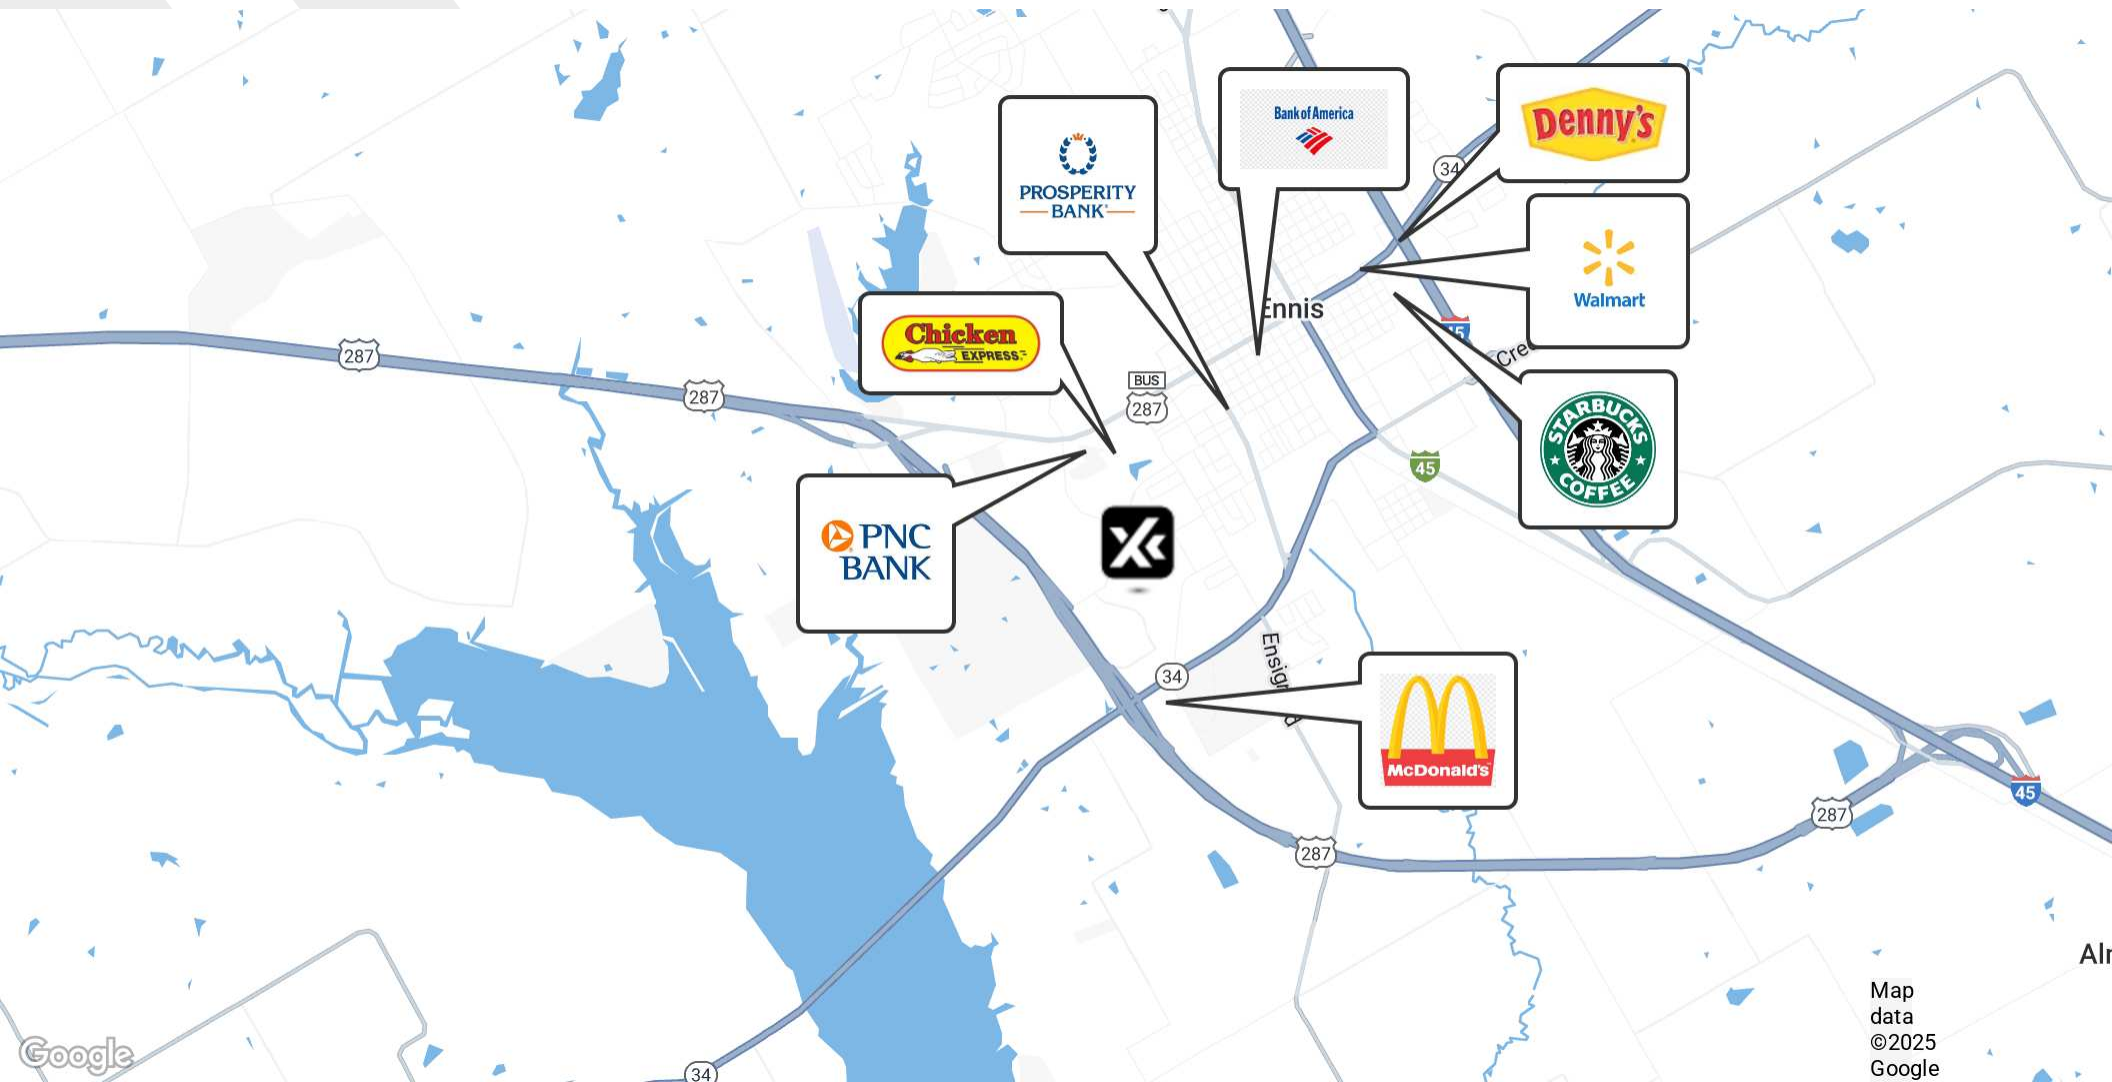 Bank of America
Denny's
34
PROSPERITY
BANK
Walmart
Ennis
45
Cre
Chicken
EXPRESS
287
287
BUS
287
STARBUCKS
COFFEE
45
PNC
BANK
Ensign
34
McDonald's
45
287
287
Map
data
©2025
Google
Google
34